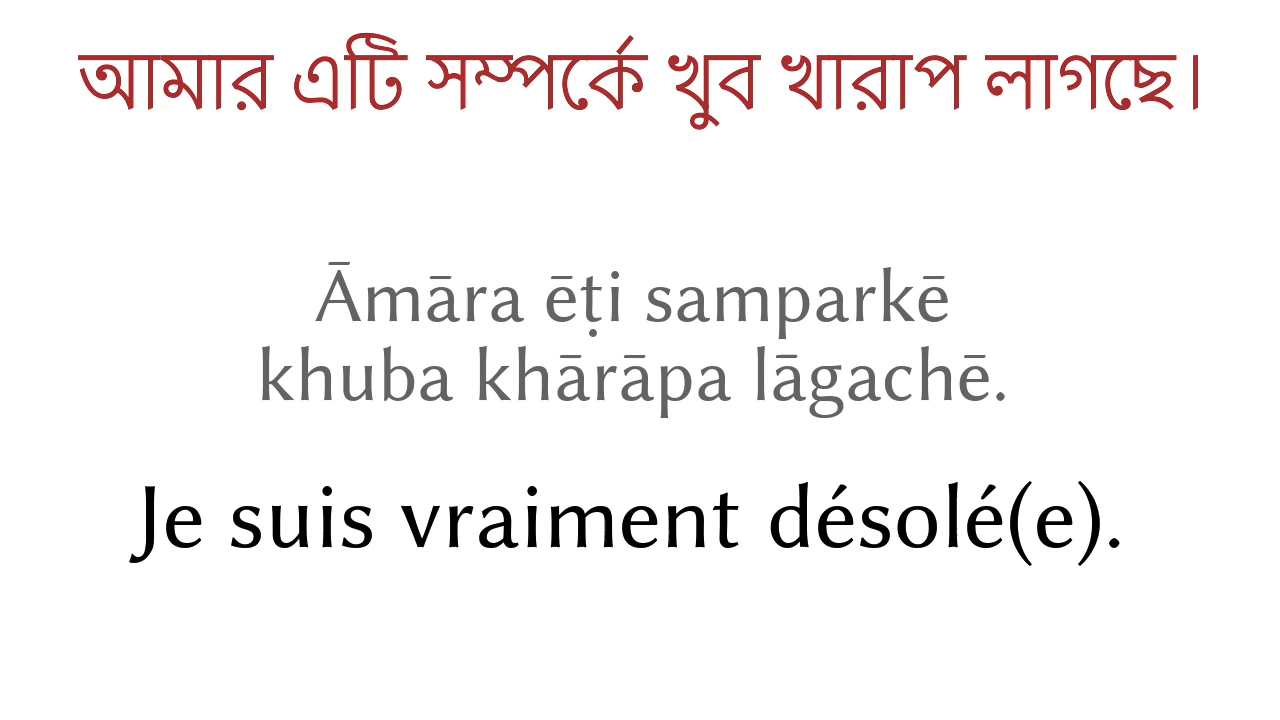 আমার এটি সম্পর্কে খুব খারাপ লাগছে।
Āmāra ēṭi samparkē
khuba khārāpa lāgachē.
Je suis vraiment désolé(e).